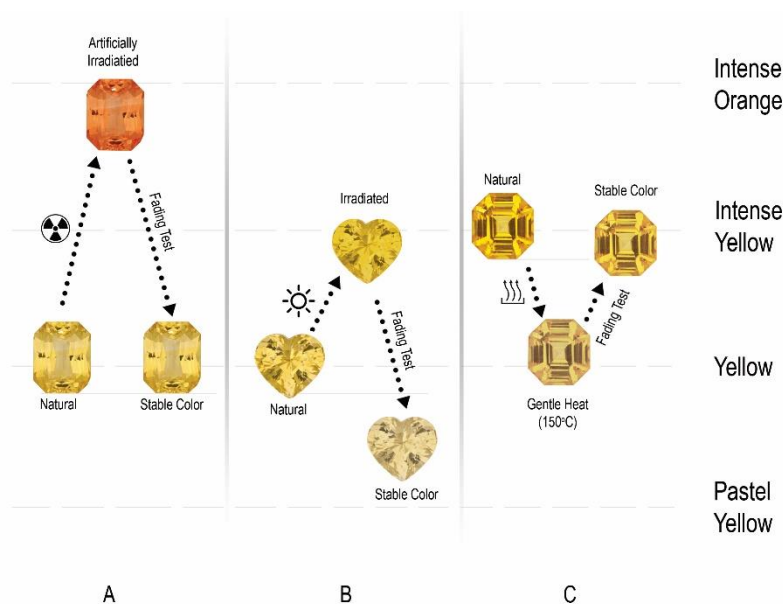 Artificially
Irradiatied
Intense
Orange
Fading Test
Irradiated
Natural
Stable Color
Intense
Yellow
Fading Test
Fading Test
Yellow
Natural
Stable Color
Natural
Gentle Heat
(150°C)
Stable Color
Pastel
Yellow
A
B
C